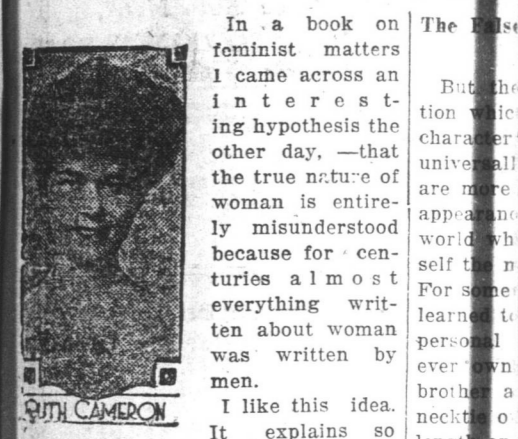 RUTH CAMERON
In a book on
feminist matters
I came across an
interest-
ing hypothesis the
other day, —that
the true nature of
woman is entire-
ly misunderstood
because for cen-
turies almost
everything writ-
ten about woman
was written by
men.
I like this idea.
It explains so
The False
But the
tion whic
character
universall
are more
appearanc
world wh
self the n
For some
learned to
personal
ever own
brother a
necktie o